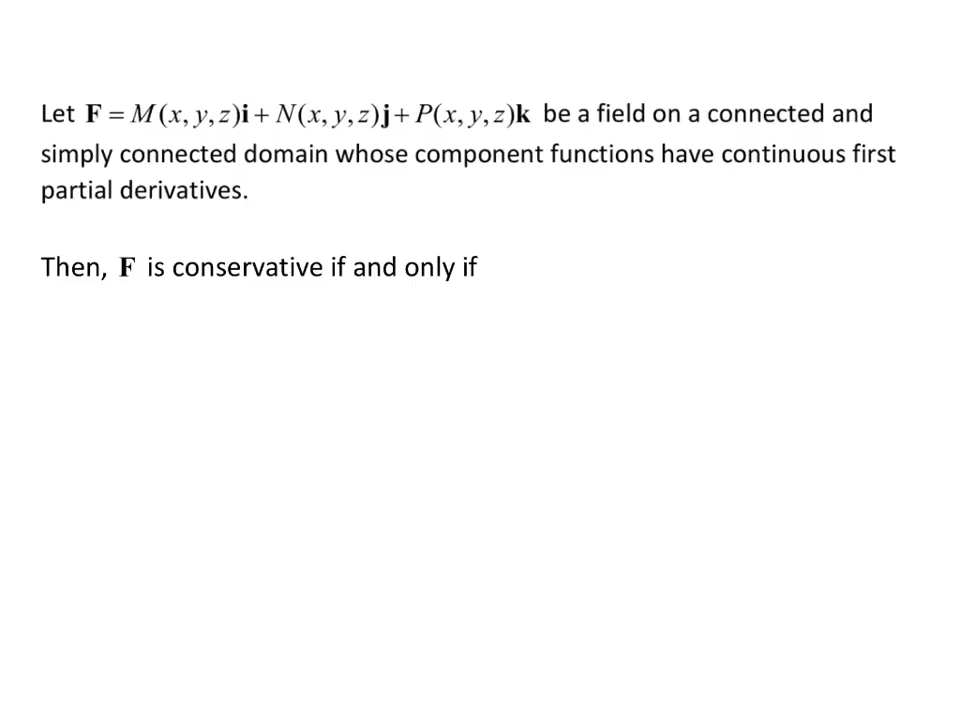 Let F = M(x, y, z)i + N(x, y, z)j + P(x, y, z)k be a field on a connected and
simply connected domain whose component functions have continuous first
partial derivatives.
Then, F is conservative if and only if